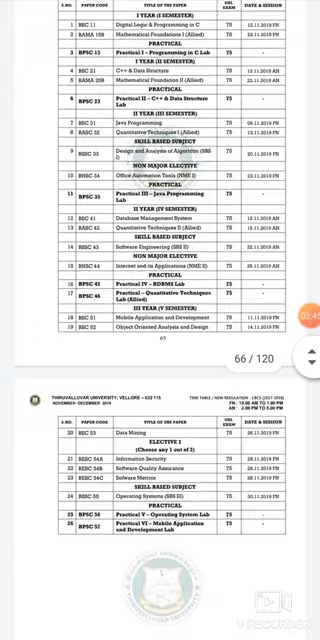 S.NO. PAPER CODE TITLE OF THE PAPER UNI. EXAM DATE & SESSION
I YEAR (I SEMESTER)
1 BSC 11 Digital Logic & Programming in C 75 12.11.2019 FN
2 BAMA 15B Mathematical Foundations I (Allied) 75 22.11.2019 FN
PRACTICAL
3 BPSC 13 Practical I – Programming in C Lab 75 -
I YEAR (II SEMESTER)
4 BSC 21 C++ & Data Structure 75 13.11.2019 AN
5 BAMA 25B Mathematical Foundation II (Allied) 75 23.11.2019 AN
PRACTICAL
6 BPSC 23 Practical II – C++ & Data Structure Lab 75 -
II YEAR (III SEMESTER)
7 BSC 31 Java Programming 75 09.11.2019 FN
8 BASC 32 Quantitative Techniques I (Allied) 75 13.11.2019 FN
SKILL BASED SUBJECT
9 BSSC 33 Design and Analysis of Algorithm (SBS I) 75 20.11.2019 FN
NON MAJOR ELECTIVE
10 BNSC 34 Office Automation Tools (NME I) 75 23.11.2019 FN
PRACTICAL
11 BPSC 35 Practical III – Java Programming Lab 75 -
II YEAR (IV SEMESTER)
12 BSC 41 Database Management System 75 12.11.2019 AN
13 BASC 42 Quantitative Techniques II (Allied) 75 18.11.2019 AN
SKILL BASED SUBJECT
14 BSSC 43 Software Engineering (SBS II) 75 22.11.2019 AN
NON MAJOR ELECTIVE
15 BNSC 44 Internet and its Applications (NME II) 75 25.11.2019 AN
PRACTICAL
16 BPSC 45 Practical IV – RDBMS Lab 75 -
17 BPSC 46 Practical – Quantitative Techniques Lab (Allied) 75 -
III YEAR (V SEMESTER)
18 BSC 51 Mobile Application and Development 75 11.11.2019 FN
19 BSC 52 Object Oriented Analysis and Design 75 14.11.2019 FN
65
03:45
66 / 120
THIRUVALLUVAR UNIVERSITY, VELLORE – 632 115 TIME TABLE / NEW REGULATION - CBCS (2017-2018)
NOVEMBER- DECEMBER 2019 FN : 10.00 AM TO 1.00 PM
AN : 2.00 PM TO 5.00 PM
S.NO. PAPER CODE TITLE OF THE PAPER UNI. EXAM DATE & SESSION
20 BSC 53 Data Mining 75 26.11.2019 FN
ELECTIVE I
(Choose any 1 out of 3)
21 BESC 54A Information Security 75 28.11.2019 FN
22 BESC 54B Software Quality Assurance 75 28.11.2019 FN
23 BESC 54C Software Metrics 75 28.11.2019 FN
SKILL BASED SUBJECT
24 BSSC 55 Operating Systems (SBS III) 75 30.11.2019 FN
PRACTICAL
25 BPSC 56 Practical V – Operating System Lab 75 -
26 BPSC 57 Practical VI – Mobile Application and Development Lab 75 -
THIRUVALLUVAR UNIVERSITY
V RECORDER